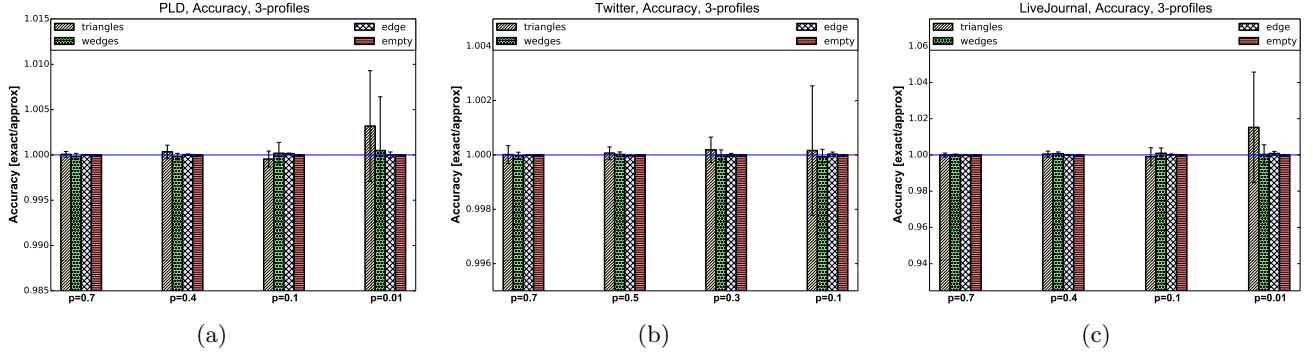 PLD, Accuracy, 3-profiles
triangles
wedges
edge
empty
Accuracy [exact/approx]
1.015
1.010
1.005
1.000
0.995
0.990
0.985
p=0.7
p=0.4
p=0.1
p=0.01
(a)
Twitter, Accuracy, 3-profiles
triangles
wedges
edge
empty
Accuracy [exact/approx]
1.004
1.002
1.000
0.998
0.996
p=0.7
p=0.5
p=0.3
p=0.1
(b)
LiveJournal, Accuracy, 3-profiles
triangles
wedges
edge
empty
Accuracy [exact/approx]
1.06
1.04
1.02
1.00
0.98
0.96
0.94
p=0.7
p=0.4
p=0.1
p=0.01
(c)